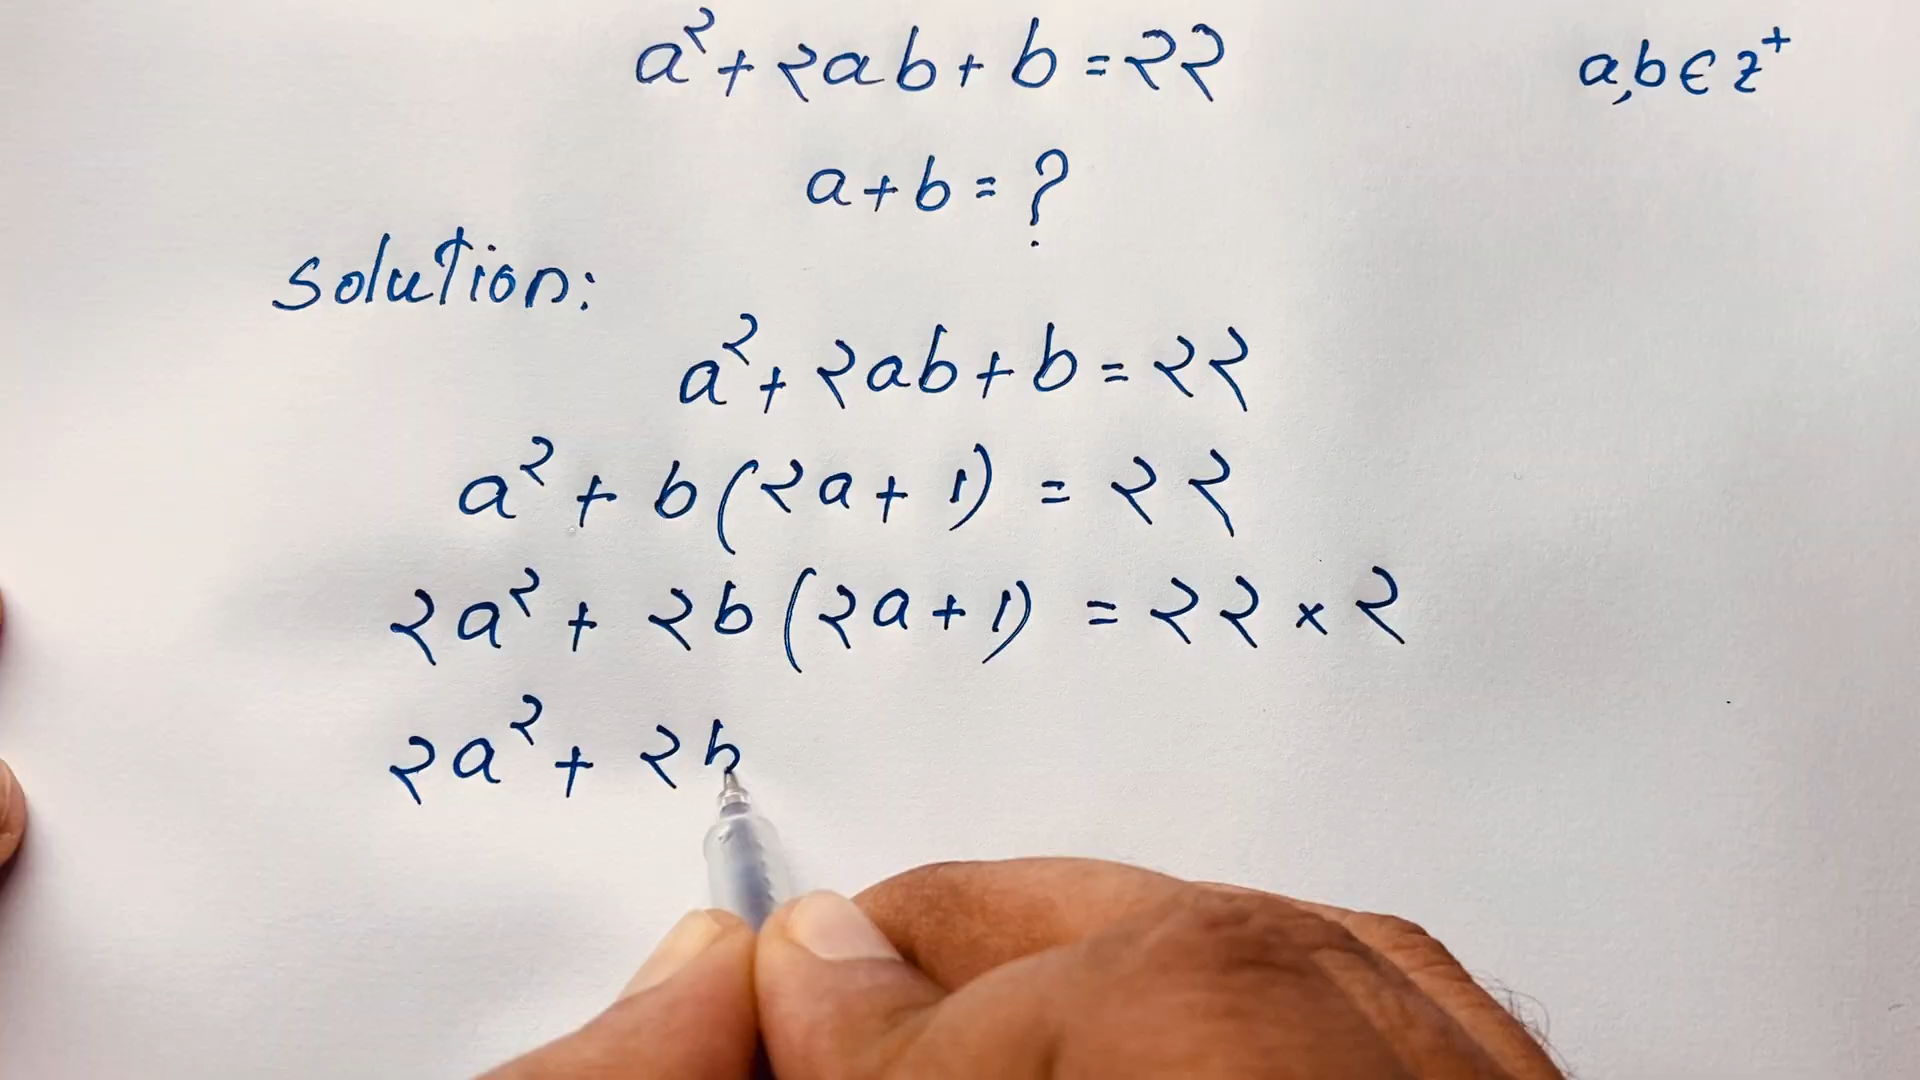 a² + 2ab + b = 22
a,b ∈ z⁺
a + b = ?
Solution:
a² + 2ab + b = 22
a² + b(2a + 1) = 22
2a² + 2b(2a + 1) = 22 × 2
2a² + 2b